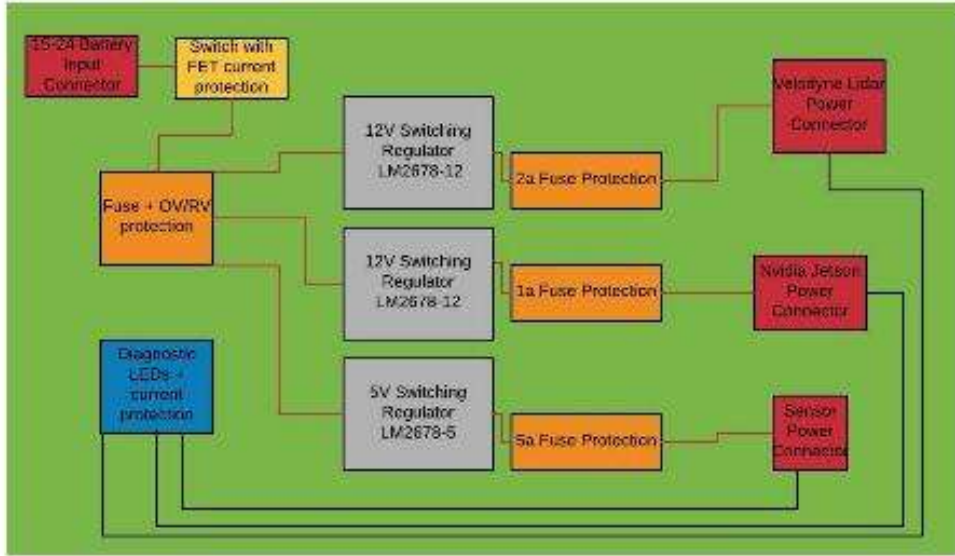 15-24 Battery
Input
Connector
Switch with
FET current
protection
Velodyne Lidar
Power
Connector
12V Switching
Regulator
LM2678-12
2a Fuse Protection
Fuse + OV/RV
protection
12V Switching
Regulator
LM2678-12
1a Fuse Protection
Nvidia Jetson
Power
Connector
Diagnostic
LEDs +
current
protection
5V Switching
Regulator
LM2678-5
5a Fuse Protection
Sensor
Power
Connector